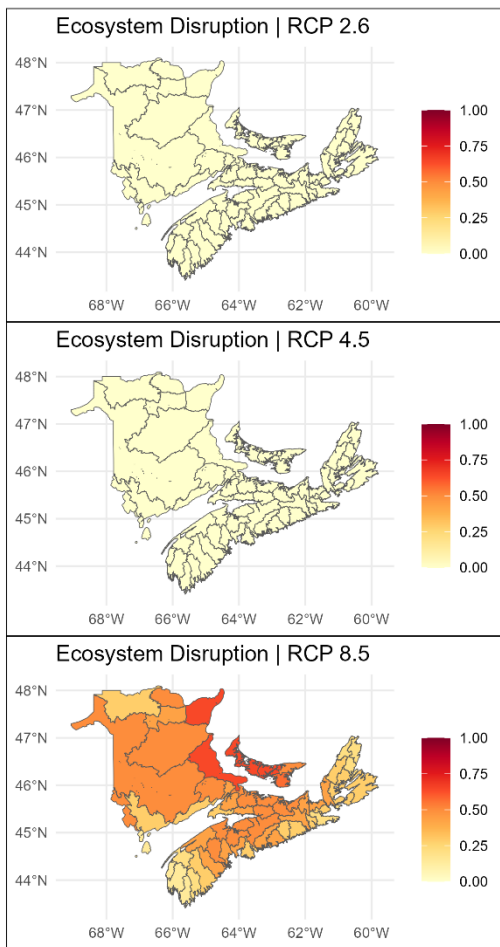 Ecosystem Disruption | RCP 2.6
48°N
47°N
46°N
45°N
44°N
68°W 66°W 64°W 62°W 60°W
1.00
0.75
0.50
0.25
0.00
Ecosystem Disruption | RCP 4.5
48°N
47°N
46°N
45°N
44°N
68°W 66°W 64°W 62°W 60°W
1.00
0.75
0.50
0.25
0.00
Ecosystem Disruption | RCP 8.5
48°N
47°N
46°N
45°N
44°N
68°W 66°W 64°W 62°W 60°W
1.00
0.75
0.50
0.25
0.00